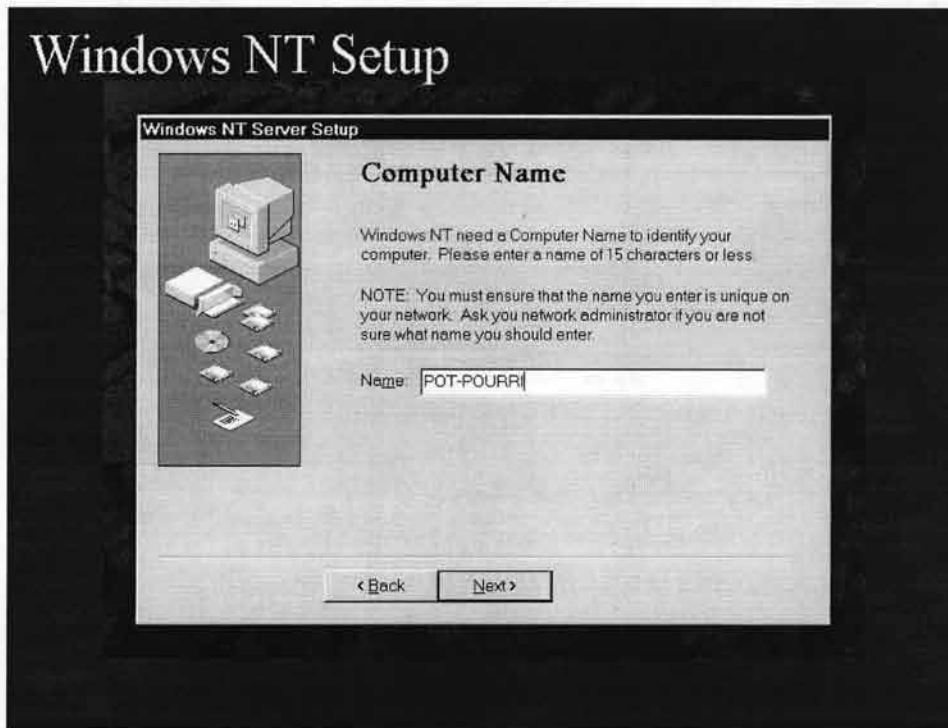 Windows NT Setup
Windows NT Server Setup
Computer Name
Windows NT need a Computer Name to identify your
computer. Please enter a name of 15 characters or less.
NOTE: You must ensure that the name you enter is unique on
your network. Ask you network administrator if you are not
sure what name you should enter.
Name: POT-POURRI
< Back
Next >